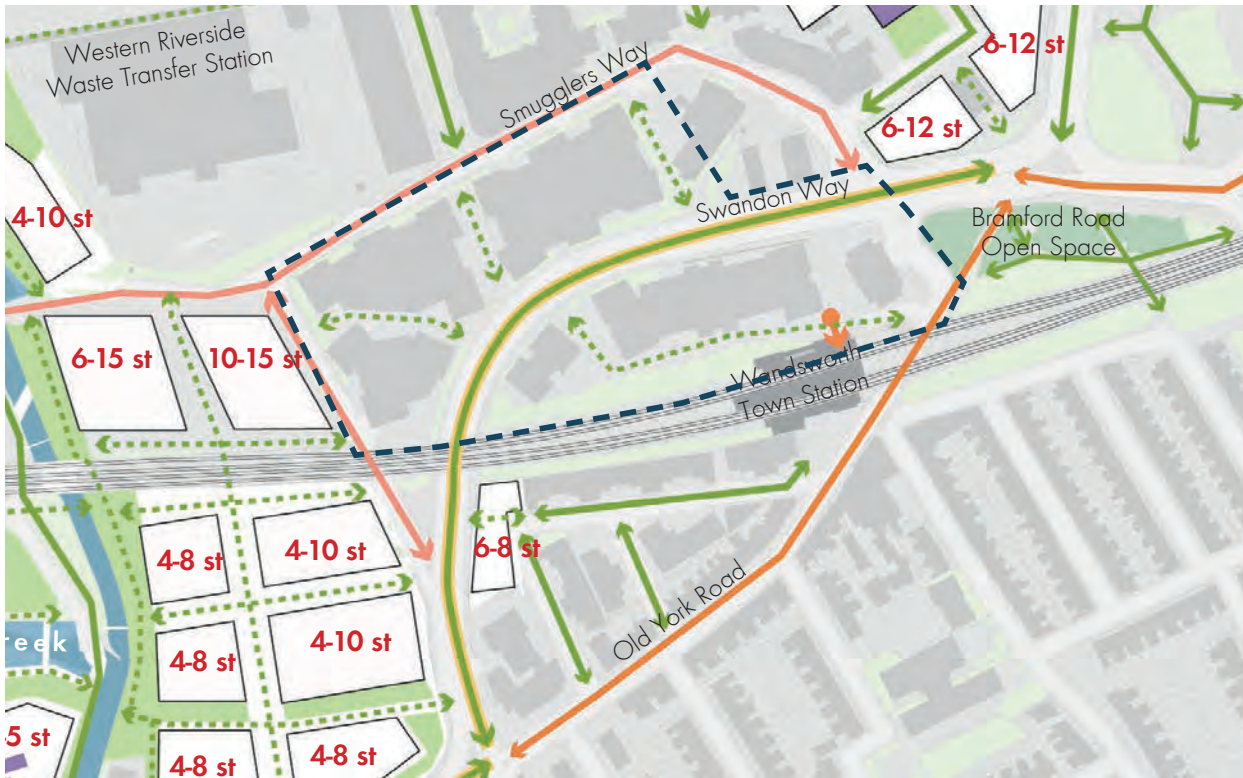 Western Riverside
Waste Transfer Station
Smugglers Way
6-12 st
6-12 st
4-10 st
Swandon Way
Bramford Road
Open Space
6-15 st
10-15 st
Wandsworth
Town Station
4-8 st
4-10 st
6-8 st
4-8 st
4-10 st
Old York Road
reek
-5 st
4-8 st
4-8 st